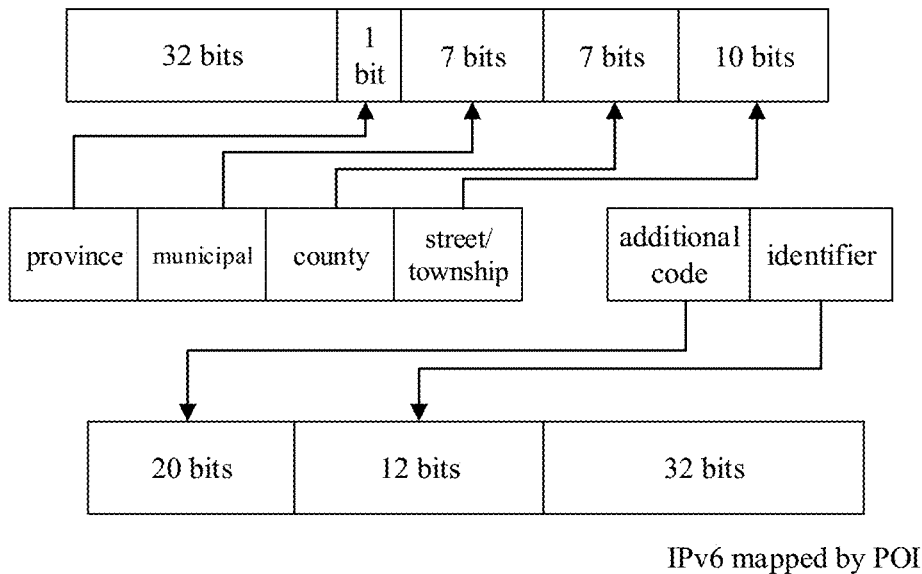 32 bits
1
bit
7 bits
7 bits
10 bits
province
municipal
county
street/
township
additional
code
identifier
20 bits
12 bits
32 bits
IPv6 mapped by POI